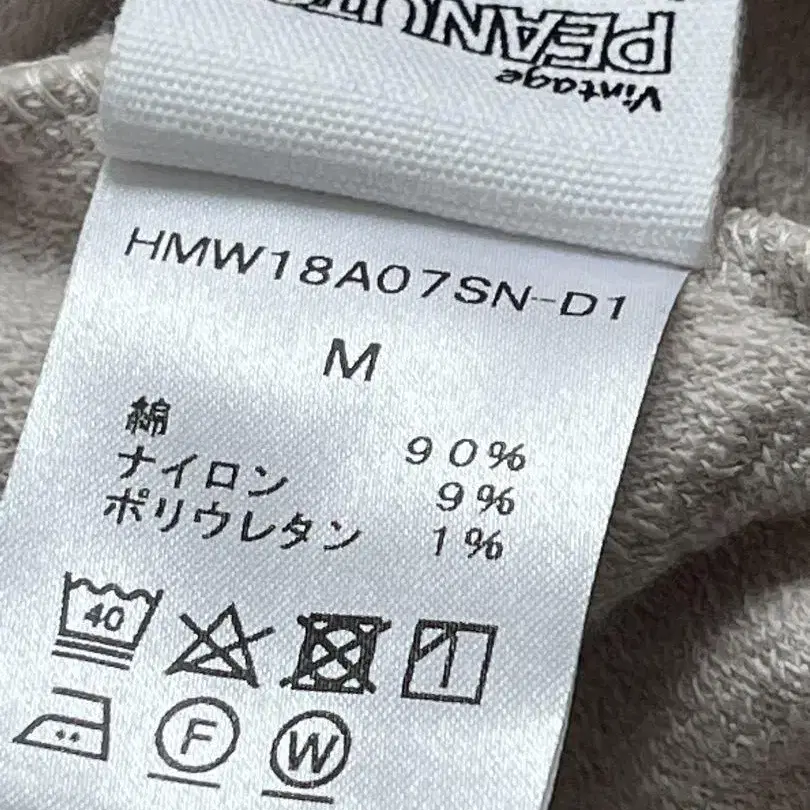 Vintage
PEANUTS
HMW18A07SN-D1
M
綿 90%
ナイロン 9%
ポリウレタン 1%
40
F
W